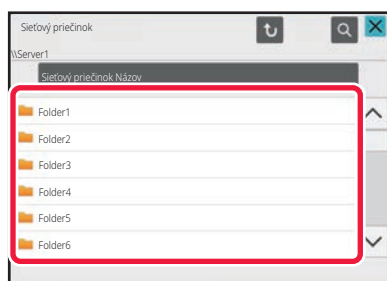 Sieťový priečinok
\\Server1
Sieťový priečinok Názov
Folder1
Folder2
Folder3
Folder4
Folder5
Folder6